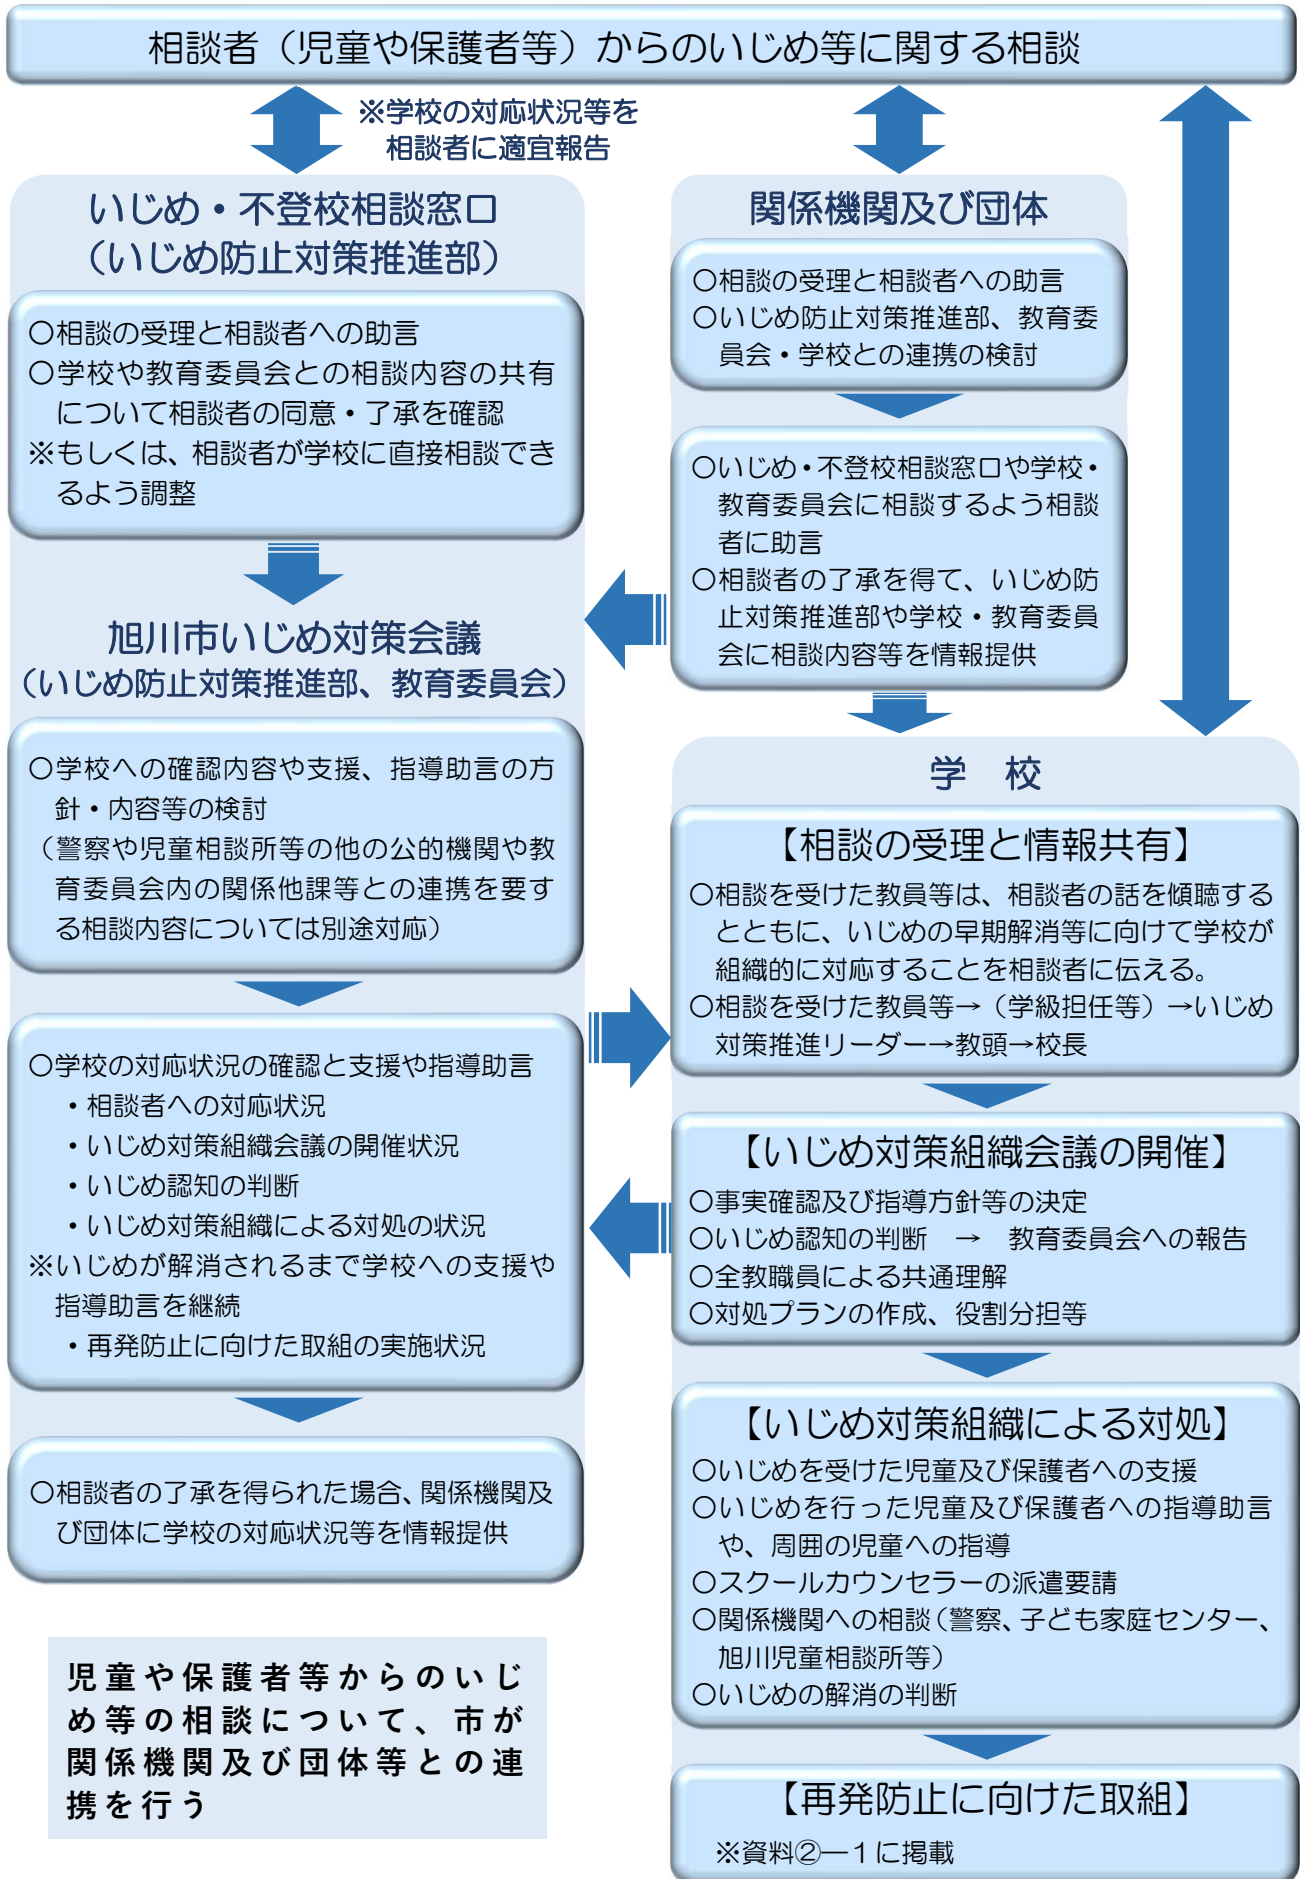 相談者（児童や保護者等）からのいじめ等に関する相談
※学校の対応状況等を
相談者に適宜報告
いじめ・不登校相談窓口
（いじめ防止対策推進部）
〇相談の受理と相談者への助言
〇学校や教育委員会との相談内容の共有
について相談者の同意・了承を確認
※もしくは、相談者が学校に直接相談でき
るよう調整
旭川市いじめ対策会議
（いじめ防止対策推進部、教育委員会）
〇学校への確認内容や支援、指導助言の方
針・内容等の検討
（警察や児童相談所等の他の公的機関や教
育委員会内の関係他課等との連携を要す
る相談内容については別途対応）
〇学校の対応状況の確認と支援や指導助言
・相談者への対応状況
・いじめ対策組織会議の開催状況
・いじめ認知の判断
・いじめ対策組織による対処の状況
※いじめが解消されるまで学校への支援や
指導助言を継続
・再発防止に向けた取組の実施状況
〇相談者の了承を得られた場合、関係機関及
び団体に学校の対応状況等を情報提供
児童や保護者等からのいじ
め等の相談について、市が
関係機関及び団体等との連
携を行う
関係機関及び団体
〇相談の受理と相談者への助言
〇いじめ防止対策推進部、教育委
員会・学校との連携の検討
〇いじめ・不登校相談窓口や学校・
教育委員会に相談するよう相談
者に助言
〇相談者の了承を得て、いじめ防
止対策推進部や学校・教育委員
会に相談内容等を情報提供
学　校
【相談の受理と情報共有】
〇相談を受けた教員等は、相談者の話を傾聴する
とともに、いじめの早期解消等に向けて学校が
組織的に対応することを相談者に伝える。
〇相談を受けた教員等→（学級担任等）→いじめ
対策推進リーダー→教頭→校長
【いじめ対策組織会議の開催】
〇事実確認及び指導方針等の決定
〇いじめ認知の判断　→　教育委員会への報告
〇全教職員による共通理解
〇対処プランの作成、役割分担等
【いじめ対策組織による対処】
〇いじめを受けた児童及び保護者への支援
〇いじめを行った児童及び保護者への指導助言
や、周囲の児童への指導
〇スクールカウンセラーの派遣要請
〇関係機関への相談（警察、子ども家庭センター、
旭川児童相談所等）
〇いじめの解消の判断
【再発防止に向けた取組】
※資料②―１に掲載